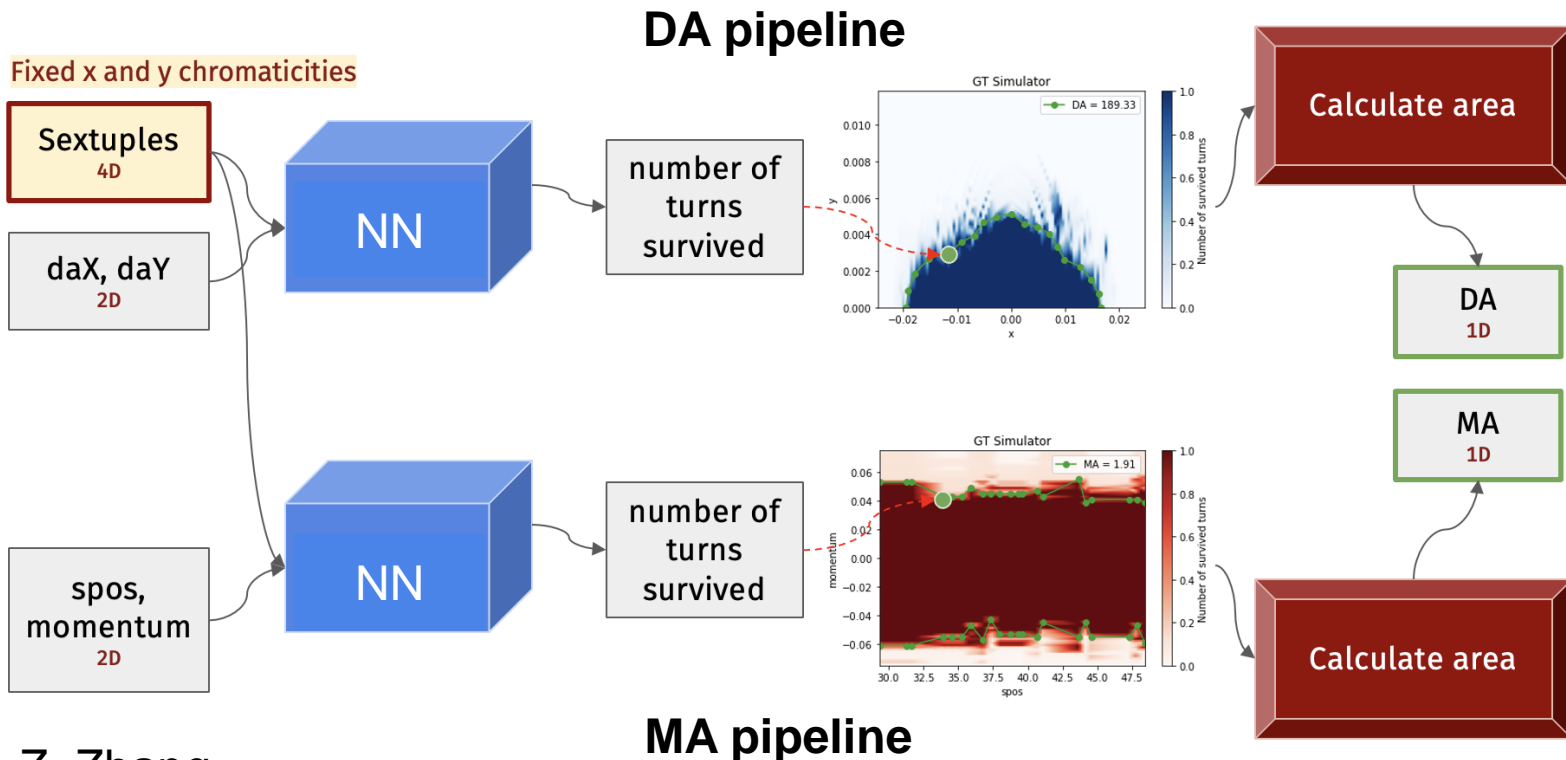 DA pipeline
Fixed x and y chromaticities
Sextuples
4D
daX, daY
2D
NN
number of
turns
survived
GT Simulator
DA = 189.33
0.010
0.008
0.006
0.004
0.002
0.000
y
−0.02
−0.01
0.00
0.01
0.02
x
1.0
0.8
0.6
0.4
0.2
0.0
Number of survived turns
Calculate area
DA
1D
MA
1D
spos,
momentum
2D
NN
number of
turns
survived
GT Simulator
MA = 1.91
0.06
0.04
0.02
0.00
−0.02
−0.04
−0.06
momentum
30.0
32.5
35.0
37.5
40.0
42.5
45.0
47.5
spos
1.0
0.8
0.6
0.4
0.2
0.0
Number of survived turns
Calculate area
MA pipeline